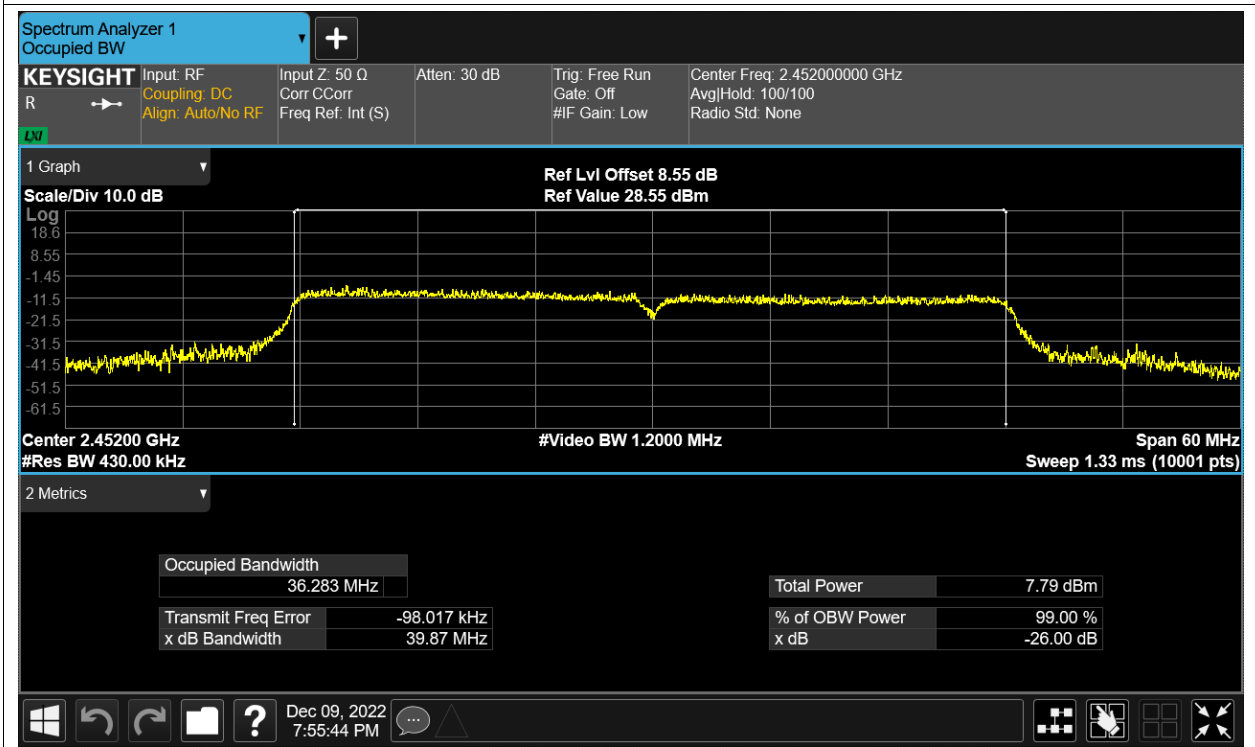 Spectrum Analyzer 1
Occupied BW
KEYSIGHT
R
LXI
Input: RF
Coupling: DC
Align: Auto/No RF
Input Z: 50 Ω
Corr CCorr
Freq Ref: Int (S)
Atten: 30 dB
Trig: Free Run
Gate: Off
#IF Gain: Low
Center Freq: 2.452000000 GHz
Avg|Hold: 100/100
Radio Std: None
1 Graph
Scale/Div 10.0 dB
Ref Lvl Offset 8.55 dB
Ref Value 28.55 dBm
Log
18.6
8.55
-1.45
-11.5
-21.5
-31.5
-41.5
-51.5
-61.5
Center 2.45200 GHz
#Video BW 1.2000 MHz
Span 60 MHz
#Res BW 430.00 kHz
Sweep 1.33 ms (10001 pts)
2 Metrics
Occupied Bandwidth
36.283 MHz
Transmit Freq Error -98.017 kHz
x dB Bandwidth 39.87 MHz
Total Power 7.79 dBm
% of OBW Power 99.00 %
x dB -26.00 dB
?
Dec 09, 2022
7:55:44 PM